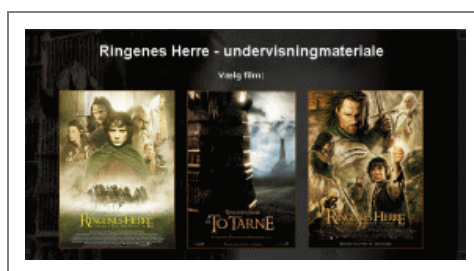 Ringenes Herre - undervisningmateriale
Vælg film:
RINGENES HERRE
TO TÅRNE
RINGENES HERRE